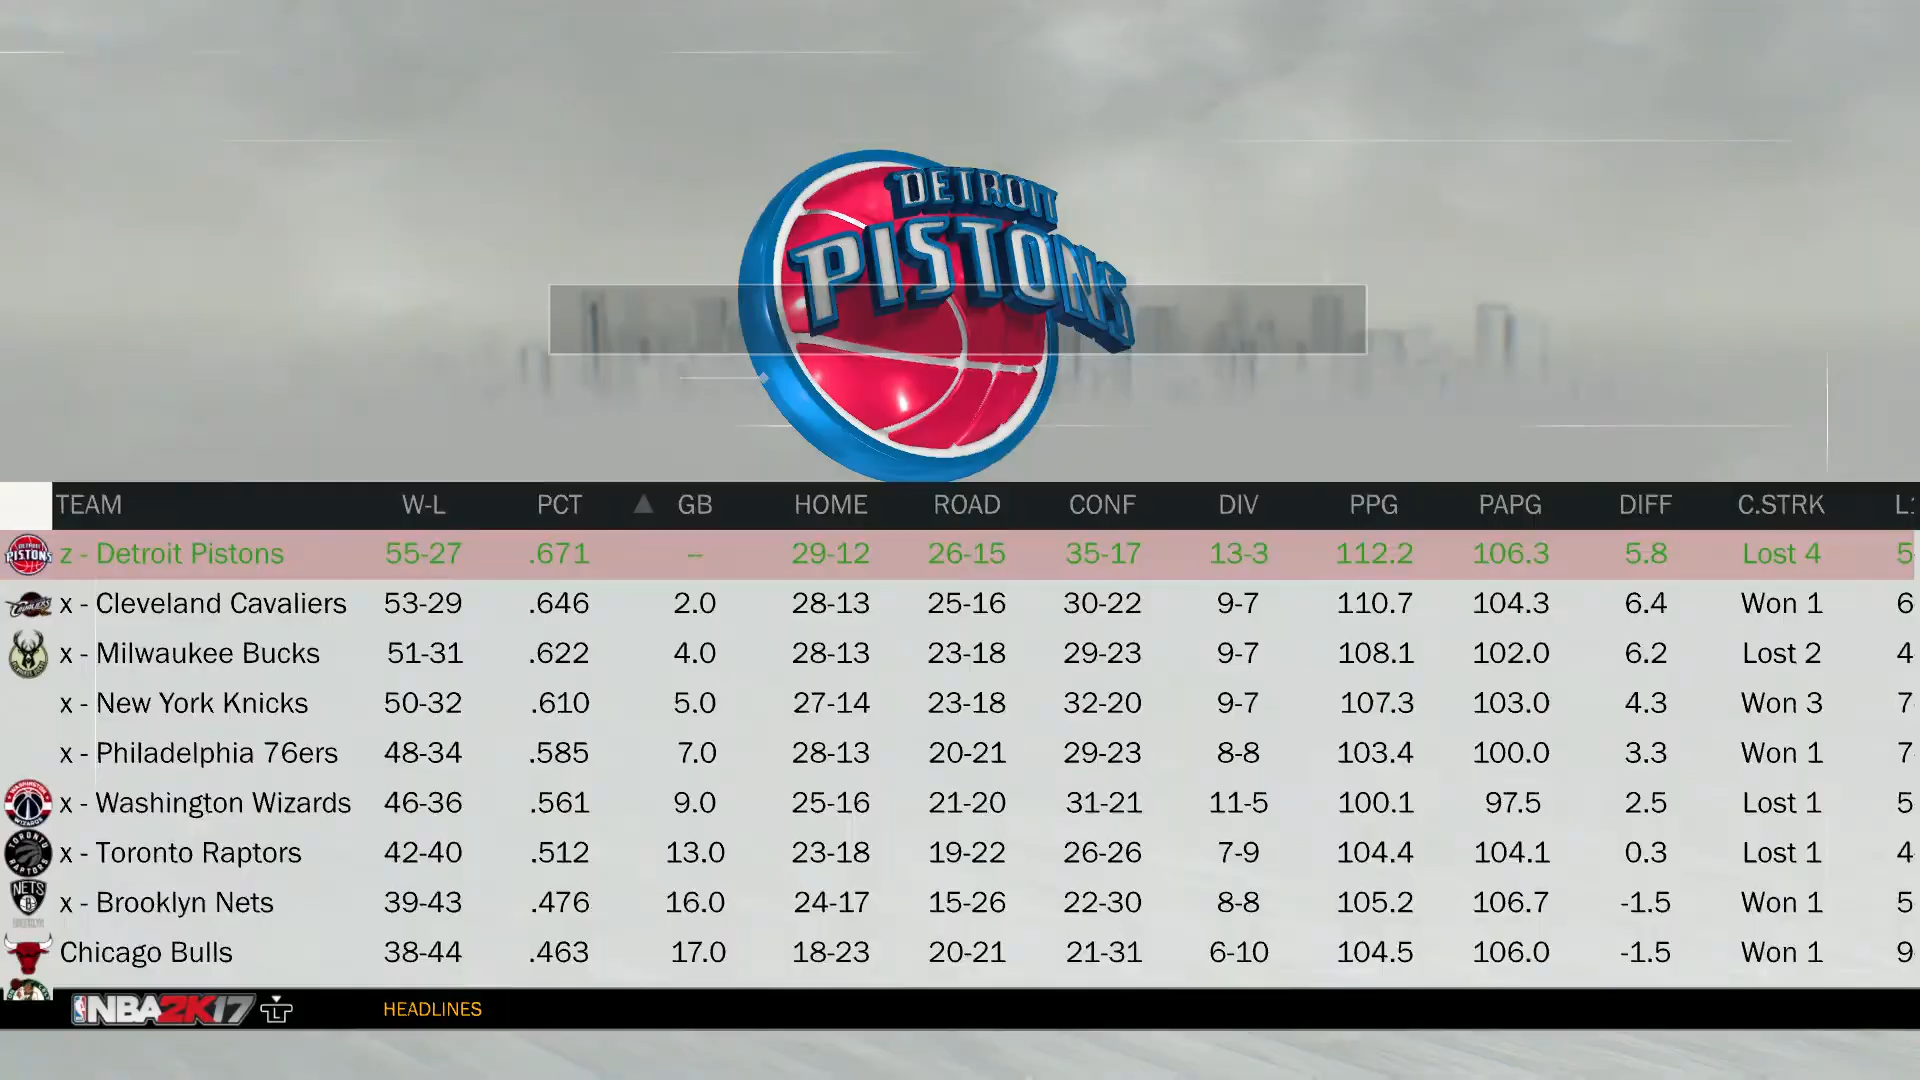 DETROIT
PISTONS
TEAM W-L PCT GB HOME ROAD CONF DIV PPG PAPG DIFF C.STRK
z - Detroit Pistons 55-27 .671 -- 29-12 26-15 35-17 13-3 112.2 106.3 5.8 Lost 4 5
x - Cleveland Cavaliers 53-29 .646 2.0 28-13 25-16 30-22 9-7 110.7 104.3 6.4 Won 1 6
x - Milwaukee Bucks 51-31 .622 4.0 28-13 23-18 29-23 9-7 108.1 102.0 6.2 Lost 2 4
x - New York Knicks 50-32 .610 5.0 27-14 23-18 32-20 9-7 107.3 103.0 4.3 Won 3 7
x - Philadelphia 76ers 48-34 .585 7.0 28-13 20-21 29-23 8-8 103.4 100.0 3.3 Won 1 7
x - Washington Wizards 46-36 .561 9.0 25-16 21-20 31-21 11-5 100.1 97.5 2.5 Lost 1 5
x - Toronto Raptors 42-40 .512 13.0 23-18 19-22 26-26 7-9 104.4 104.1 0.3 Lost 1 4
x - Brooklyn Nets 39-43 .476 16.0 24-17 15-26 22-30 8-8 105.2 106.7 -1.5 Won 1 5
Chicago Bulls 38-44 .463 17.0 18-23 20-21 21-31 6-10 104.5 106.0 -1.5 Won 1 9
NBA 2K17 HEADLINES